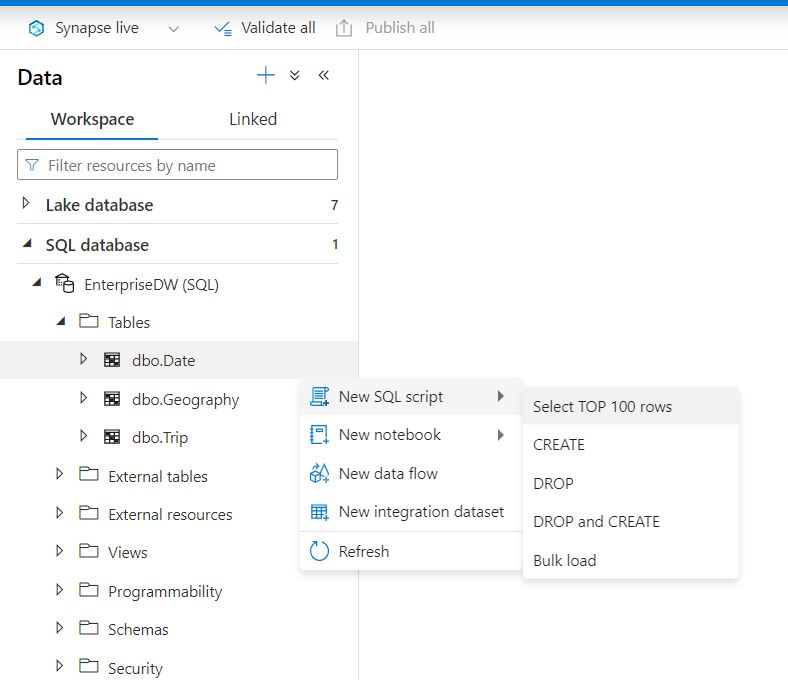 Synapse live
Validate all
Publish all
Data
Workspace
Linked
Filter resources by name
Lake database 7
SQL database 1
EnterpriseDW (SQL)
Tables
dbo.Date
dbo.Geography
dbo.Trip
External tables
External resources
Views
Programmability
Schemas
Security
New SQL script
New notebook
New data flow
New integration dataset
Refresh
Select TOP 100 rows
CREATE
DROP
DROP and CREATE
Bulk load